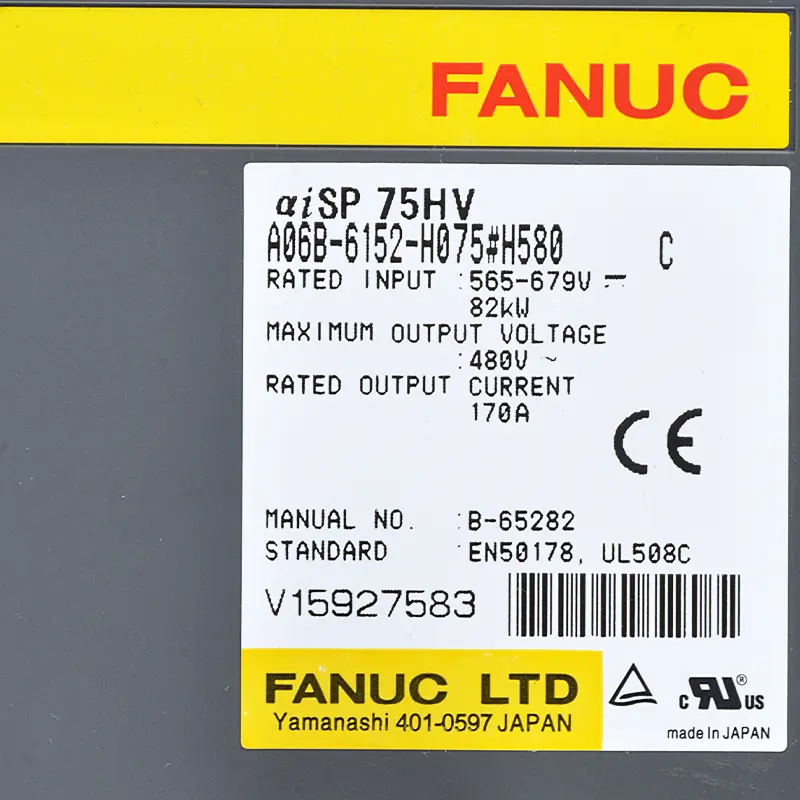 FANUC
αiSP 75HV
A06B-6152-H075#H580 C
RATED INPUT :565-679V ⎓
82kW
MAXIMUM OUTPUT VOLTAGE
:480V ~
RATED OUTPUT CURRENT
170A
CE
MANUAL NO. :B-65282
STANDARD :EN50178, UL508C
V15927583
FANUC LTD
Yamanashi 401-0597 JAPAN
c RU ® US
made in JAPAN